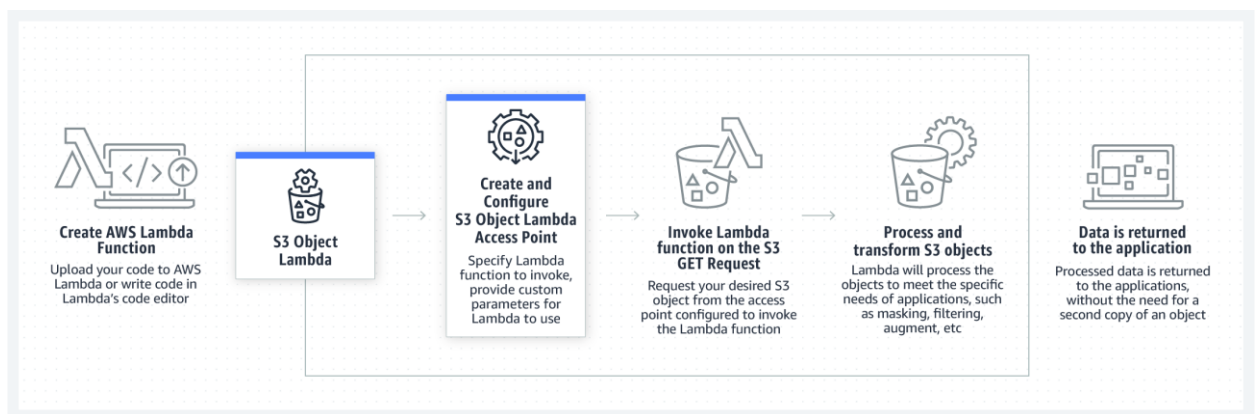 Create AWS Lambda
Function
Upload your code to AWS
Lambda or write code in
Lambda's code editor
</>
S3 Object
Lambda
Create and
Configure
S3 Object Lambda
Access Point
Specify Lambda
function to invoke,
provide custom
parameters for
Lambda to use
Invoke Lambda
function on the S3
GET Request
Request your desired S3
object from the access
point configured to invoke
the Lambda function
Process and
transform S3 objects
Lambda will process the
objects to meet the specific
needs of applications, such
as masking, filtering,
augment, etc
Data is returned
to the application
Processed data is returned
to the applications,
without the need for a
second copy of an object